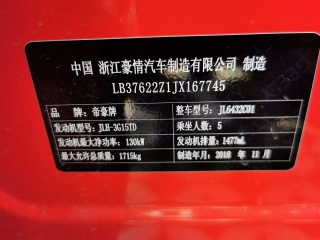 中国 浙江豪情汽车制造有限公司 制造
LB37622Z1JX167745
品 牌：帝豪牌 整车型号：JL6432C01
发动机型号：JLH-3G15TD 乘坐人数：5
发动机最大净功率：130kW 发动机排量：1477mL
最大允许总质量：1715kg 制造年月：2018 年 11 月